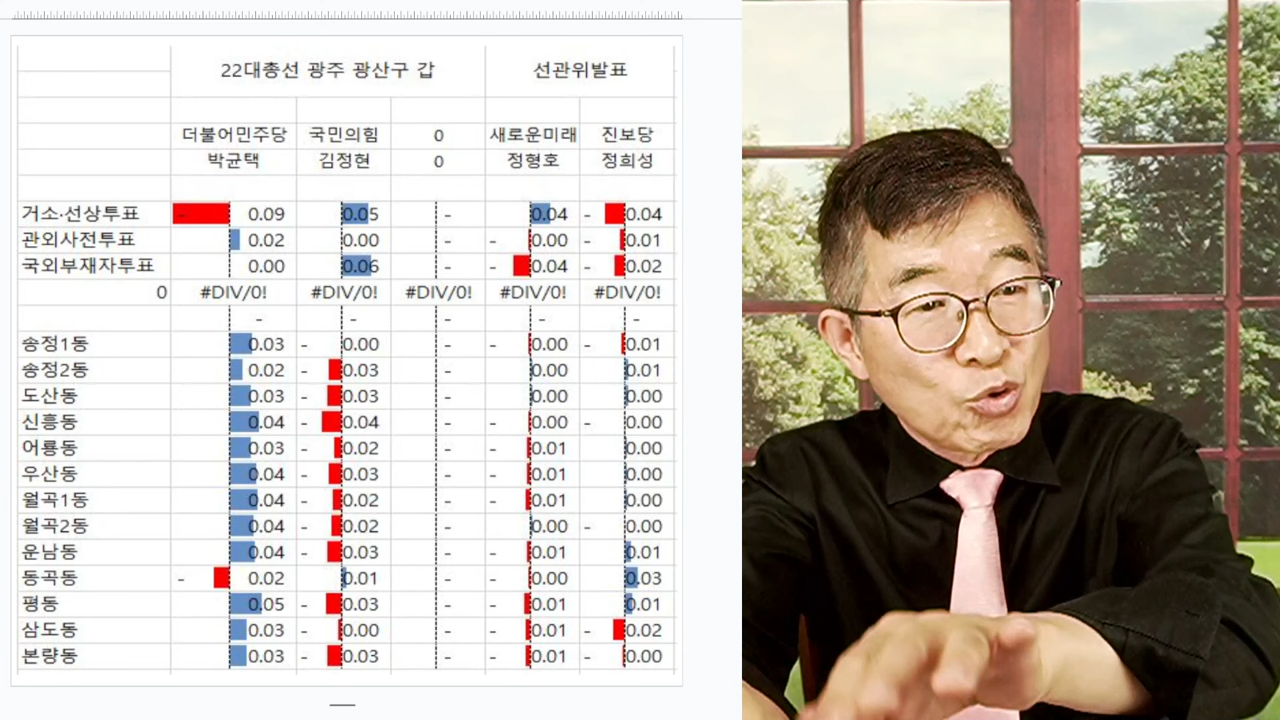 22대총선 광주 광산구 갑 선관위발표
더불어민주당 국민의힘 0 새로운미래 진보당
박균택 김정현 0 정형호 정희성
거소·선상투표 - 0.09 0.05 - 0.04 - 0.04
관외사전투표 0.02 0.00 - - 0.00 - 0.01
국외부재자투표 0.00 0.06 - - 0.04 - 0.02
0 #DIV/0! #DIV/0! #DIV/0! #DIV/0! #DIV/0!
- - - - -
송정1동 0.03 - 0.00 - - 0.00 - 0.01
송정2동 0.02 - 0.03 - 0.00 0.01
도산동 0.03 - 0.03 - 0.00 0.00
신흥동 0.04 - 0.04 - - 0.00 - 0.00
어룡동 0.03 - 0.02 - - 0.01 0.00
우산동 0.04 - 0.03 - - 0.01 0.00
월곡1동 0.04 - 0.02 - - 0.01 0.00
월곡2동 0.04 - 0.02 - 0.00 - 0.00
운남동 0.04 - 0.03 - - 0.01 0.01
동곡동 - 0.02 0.01 - - 0.00 0.03
평동 0.05 - 0.03 - - 0.01 0.01
삼도동 0.03 - 0.00 - - 0.01 - 0.02
본량동 0.03 - 0.03 - - 0.01 - 0.00